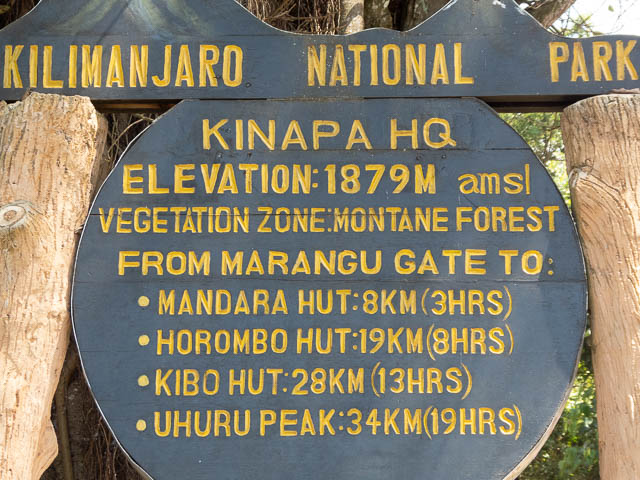 KILIMANJARO NATIONAL PARK
KINAPA HQ
ELEVATION: 1879M amsl
VEGETATION ZONE: MONTANE FOREST
FROM MARANGU GATE TO:
• MANDARA HUT: 8KM (3HRS)
• HOROMBO HUT: 19KM (8HRS)
• KIBO HUT: 28KM (13HRS)
• UHURU PEAK: 34KM (19HRS)